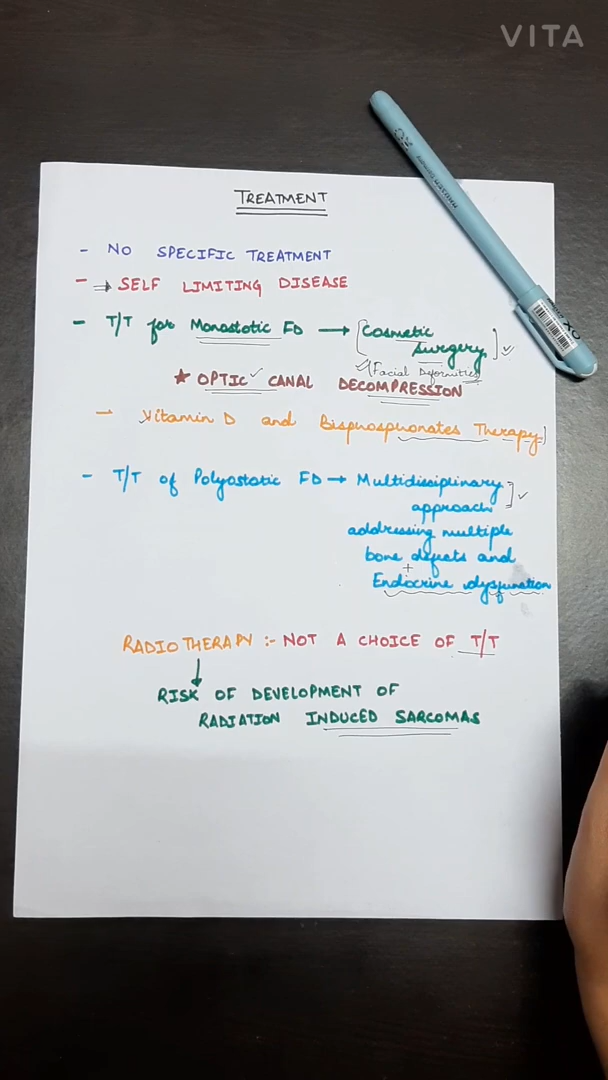 VITA
TREATMENT
- NO SPECIFIC TREATMENT
- ⇒ SELF LIMITING DISEASE
- T/T for Monostotic FD → [Cosmetic
Surgery]
(Facial Deformities)
★ OPTIC CANAL DECOMPRESSION
- Vitamin D and Bisphosphonates Therapy)
- T/T of Polyostotic FD → Multidisciplinary
approach
addressing multiple
bone defects and
+
Endocrine dysfunction
RADIOTHERAPY :- NOT A CHOICE OF T/T
↓
RISK OF DEVELOPMENT OF
RADIATION INDUCED SARCOMAS